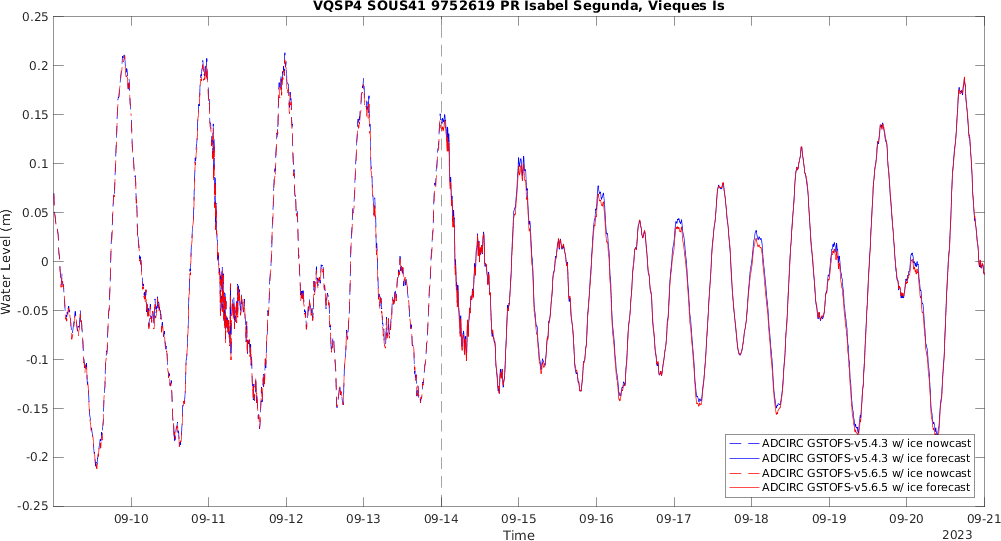 VQSP4 SOUS41 9752619 PR Isabel Segunda, Vieques Is
0.25
0.2
0.15
0.1
0.05
0
-0.05
-0.1
-0.15
-0.2
-0.25
Water Level (m)
ADCIRC GSTOFS-v5.4.3 w/ ice nowcast
ADCIRC GSTOFS-v5.4.3 w/ ice forecast
ADCIRC GSTOFS-v5.6.5 w/ ice nowcast
ADCIRC GSTOFS-v5.6.5 w/ ice forecast
09-10 09-11 09-12 09-13 09-14 09-15 09-16 09-17 09-18 09-19 09-20 09-21
Time
2023